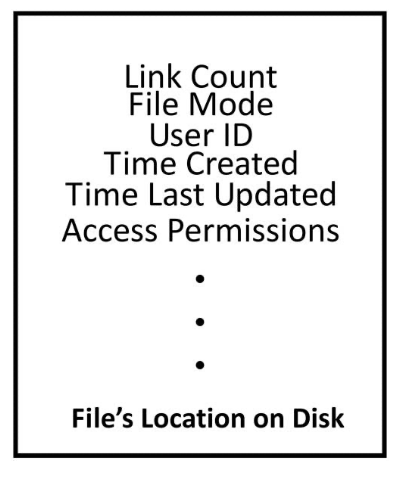 Link Count
File Mode
User ID
Time Created
Time Last Updated
Access Permissions
•
•
•
File's Location on Disk